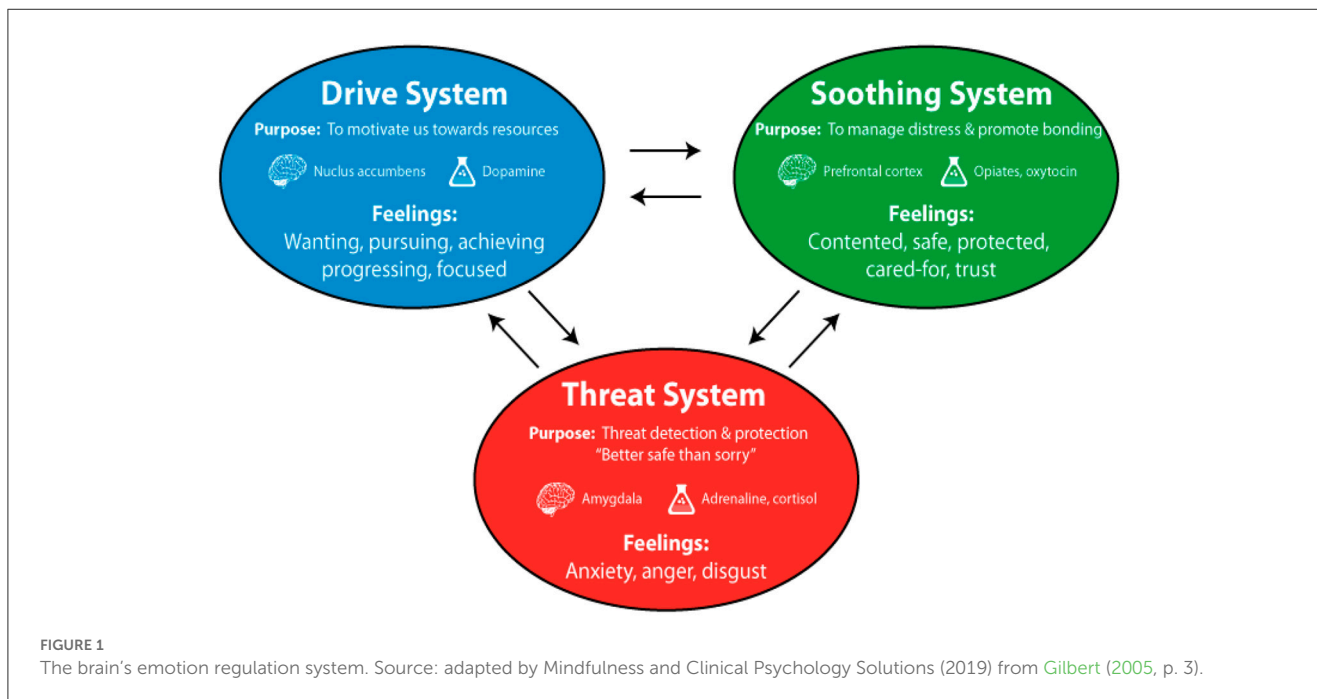 Drive System
Purpose: To motivate us towards resources
Nuclus accumbens
Dopamine
Feelings:
Wanting, pursuing, achieving
progressing, focused
Soothing System
Purpose: To manage distress & promote bonding
Prefrontal cortex
Opiates, oxytocin
Feelings:
Contented, safe, protected,
cared-for, trust
Threat System
Purpose: Threat detection & protection
“Better safe than sorry”
Amygdala
Adrenaline, cortisol
Feelings:
Anxiety, anger, disgust
FIGURE 1
The brain’s emotion regulation system. Source: adapted by Mindfulness and Clinical Psychology Solutions (2019) from Gilbert (2005, p. 3).